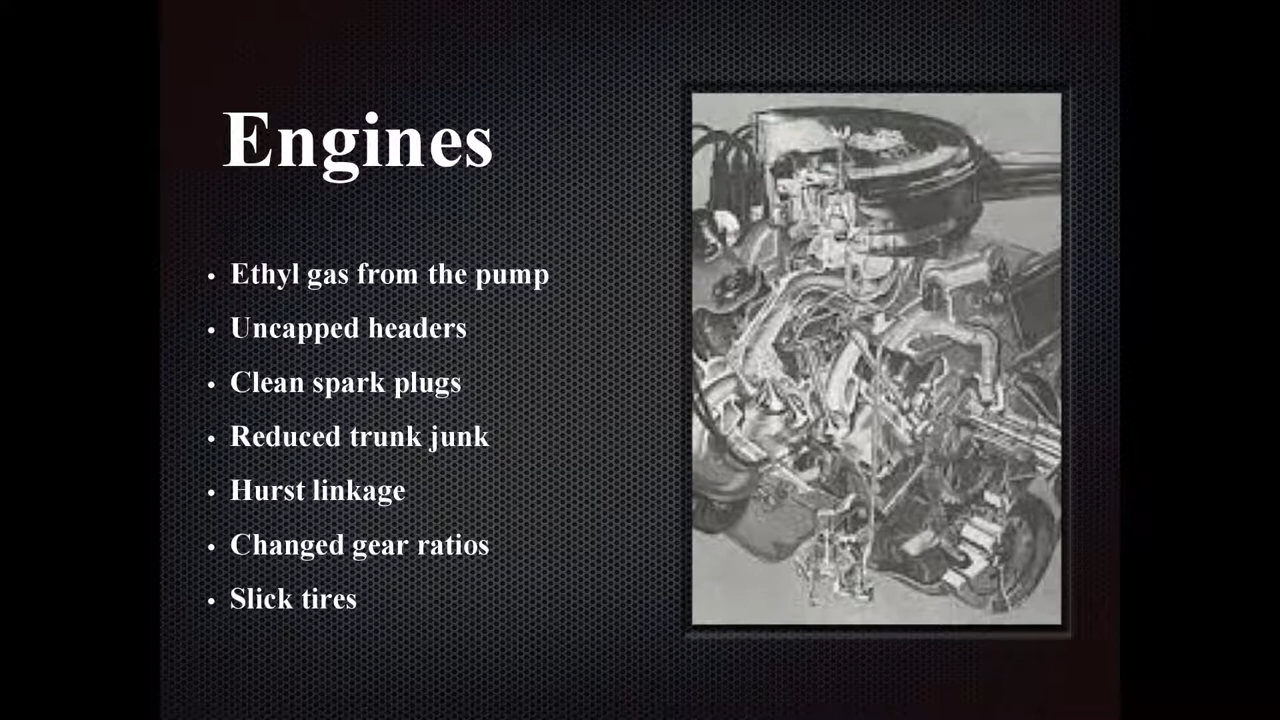 Engines
• Ethyl gas from the pump
• Uncapped headers
• Clean spark plugs
• Reduced trunk junk
• Hurst linkage
• Changed gear ratios
• Slick tires